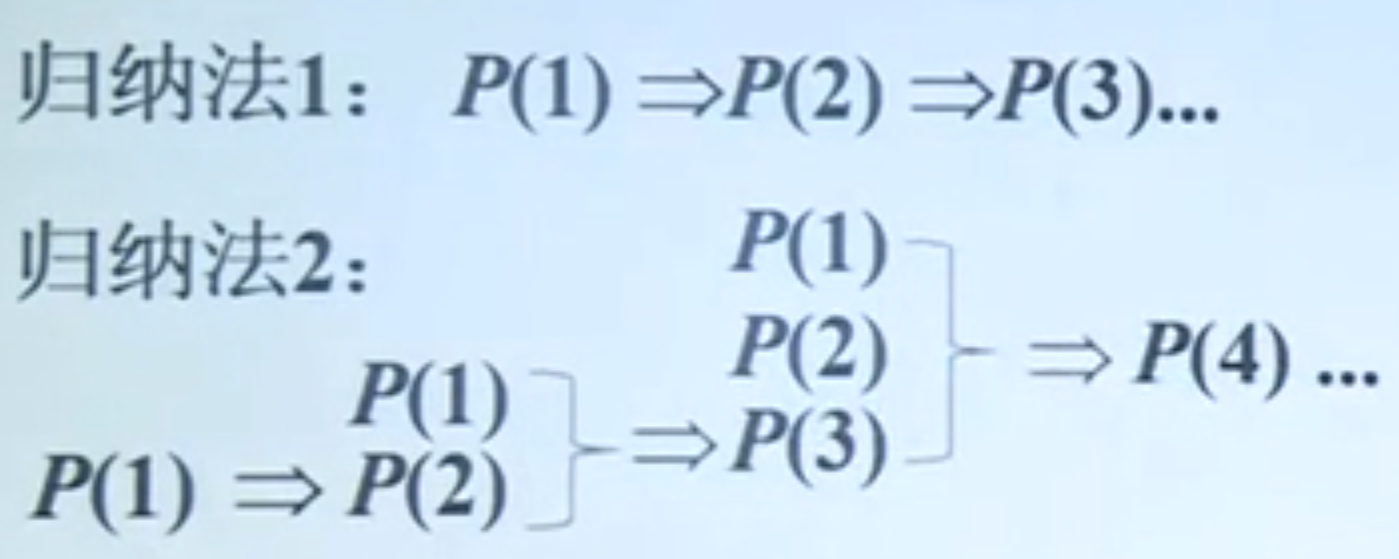 归纳法1： P(1) ⇒P(2) ⇒P(3)...
归纳法2：
P(1)
P(2)
P(1)
⇒ P(4) ...
P(1) ⇒ P(2)
⇒P(3)